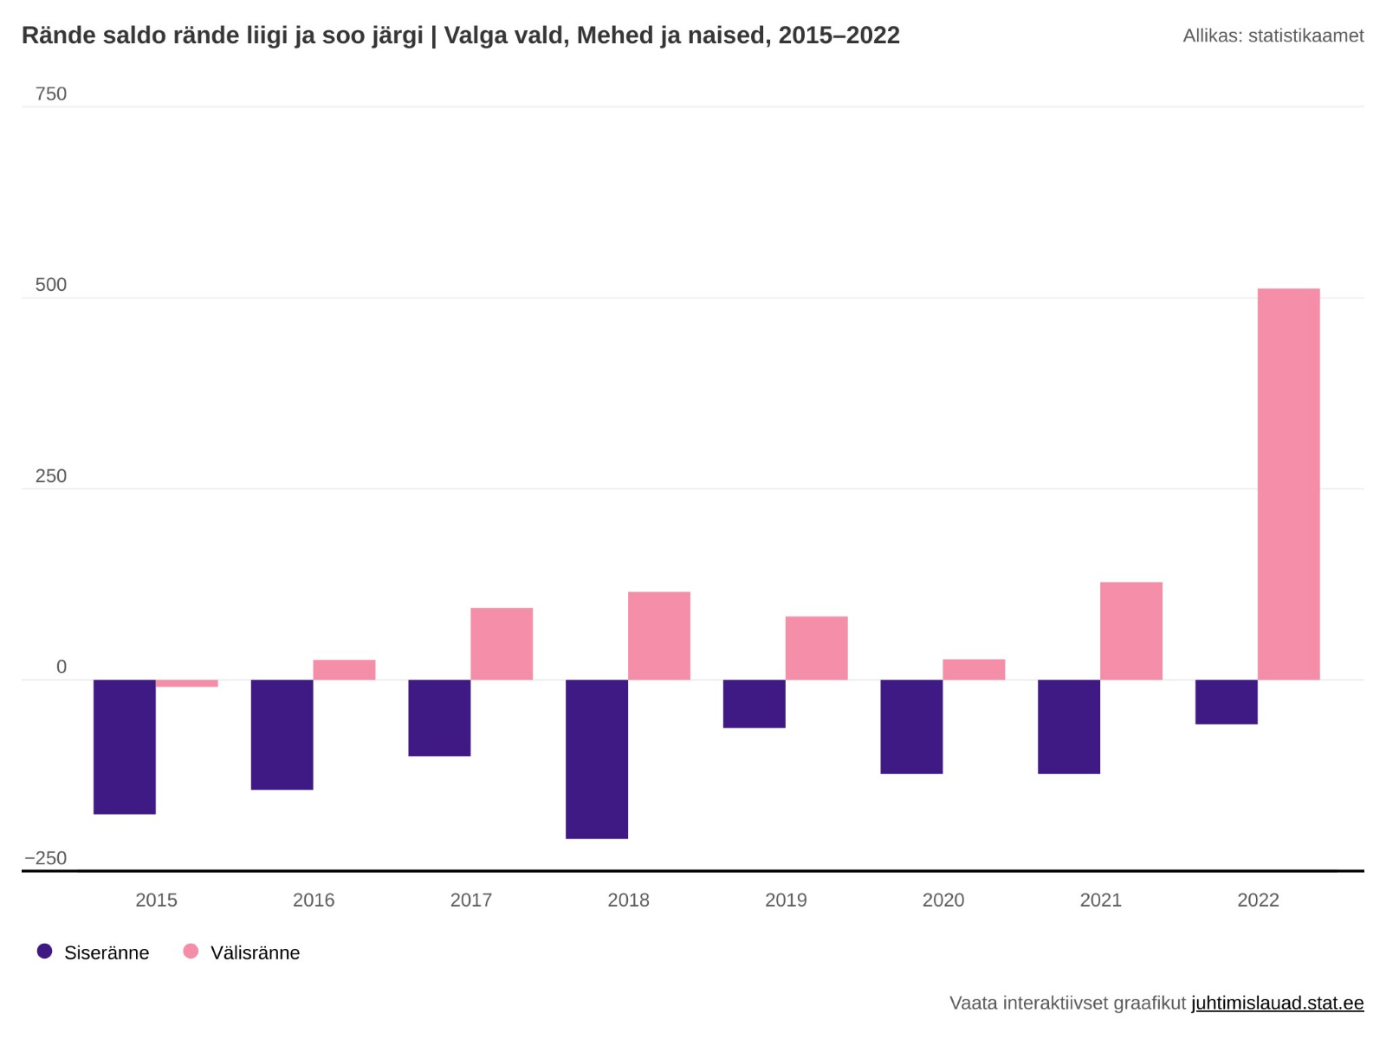 Rände saldo rände liigi ja soo järgi | Valga vald, Mehed ja naised, 2015–2022
Allikas: statistikaamet
750
500
250
0
−250
2015 2016 2017 2018 2019 2020 2021 2022
Siseränne Välisränne
Vaata interaktiivset graafikut juhtimislauad.stat.ee